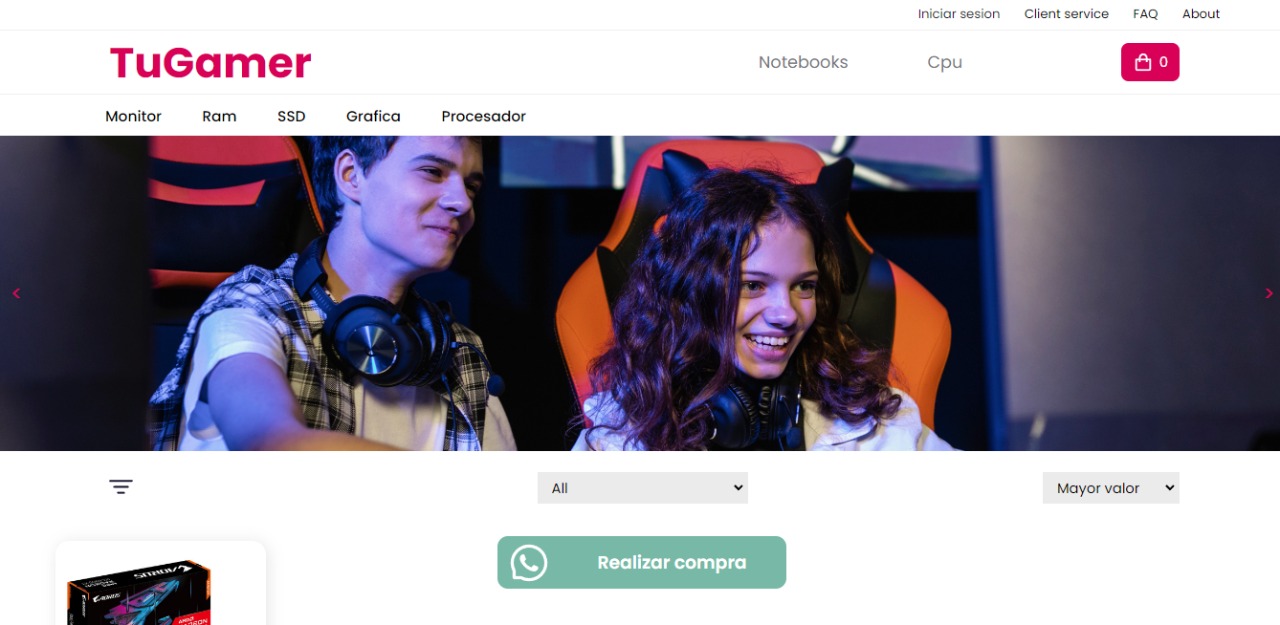 Iniciar sesion Client service FAQ About
TuGamer Notebooks Cpu 0
Monitor Ram SSD Grafica Procesador
All Mayor valor
Realizar compra
AORUS